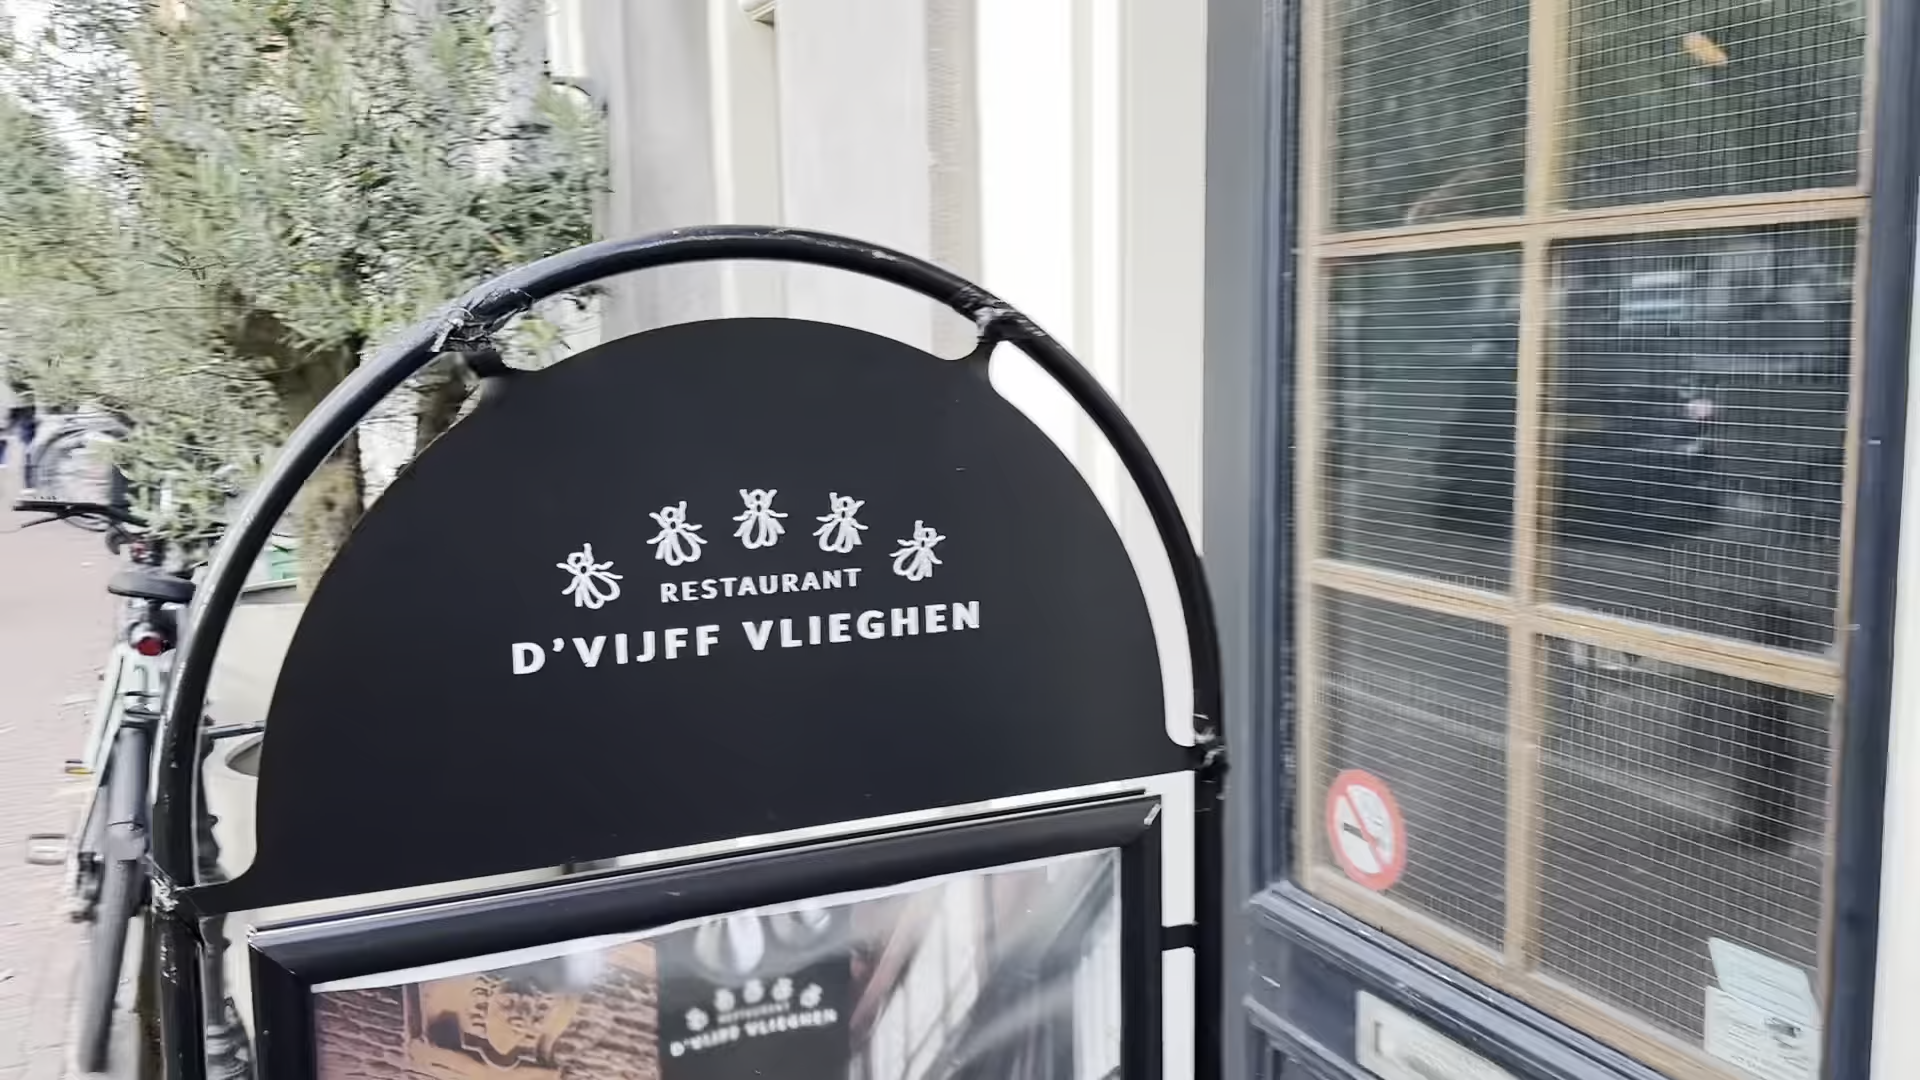 RESTAURANT
D'VIJFF VLIEGHEN
RESTAURANT
D'VIJFF VLIEGHEN